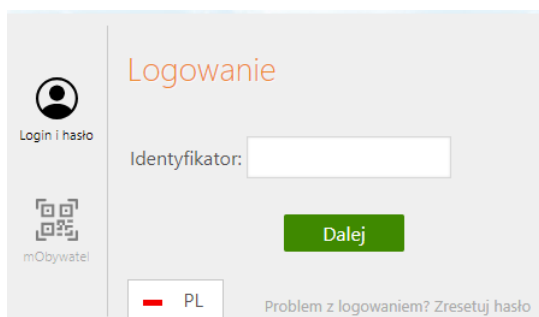 Logowanie
Login i hasło
Identyfikator:
mObywatel
Dalej
PL
Problem z logowaniem? Zresetuj hasło